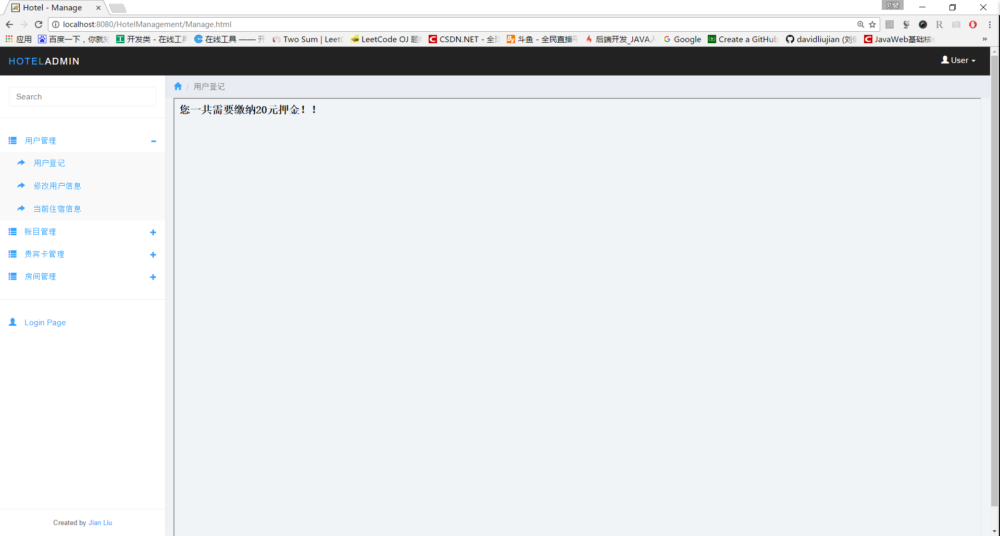 Hotel - Manage
刘健
localhost:8080/HotelManagement/Manage.html
应用 百度一下，你就知 开发类 - 在线工具 在线工具 —— 开 Two Sum | Leet LeetCode OJ 题 CSDN.NET - 全球 斗鱼 - 全民直播平 后端开发_JAVA Google Create a GitHub davidliujian (刘健 JavaWeb基础核心 »
HOTELADMIN
User
Search
/ 用户登记
您一共需要缴纳20元押金！！
用户管理
用户登记
修改用户信息
当前住宿信息
账目管理
贵宾卡管理
房间管理
Login Page
Created by Jian Liu